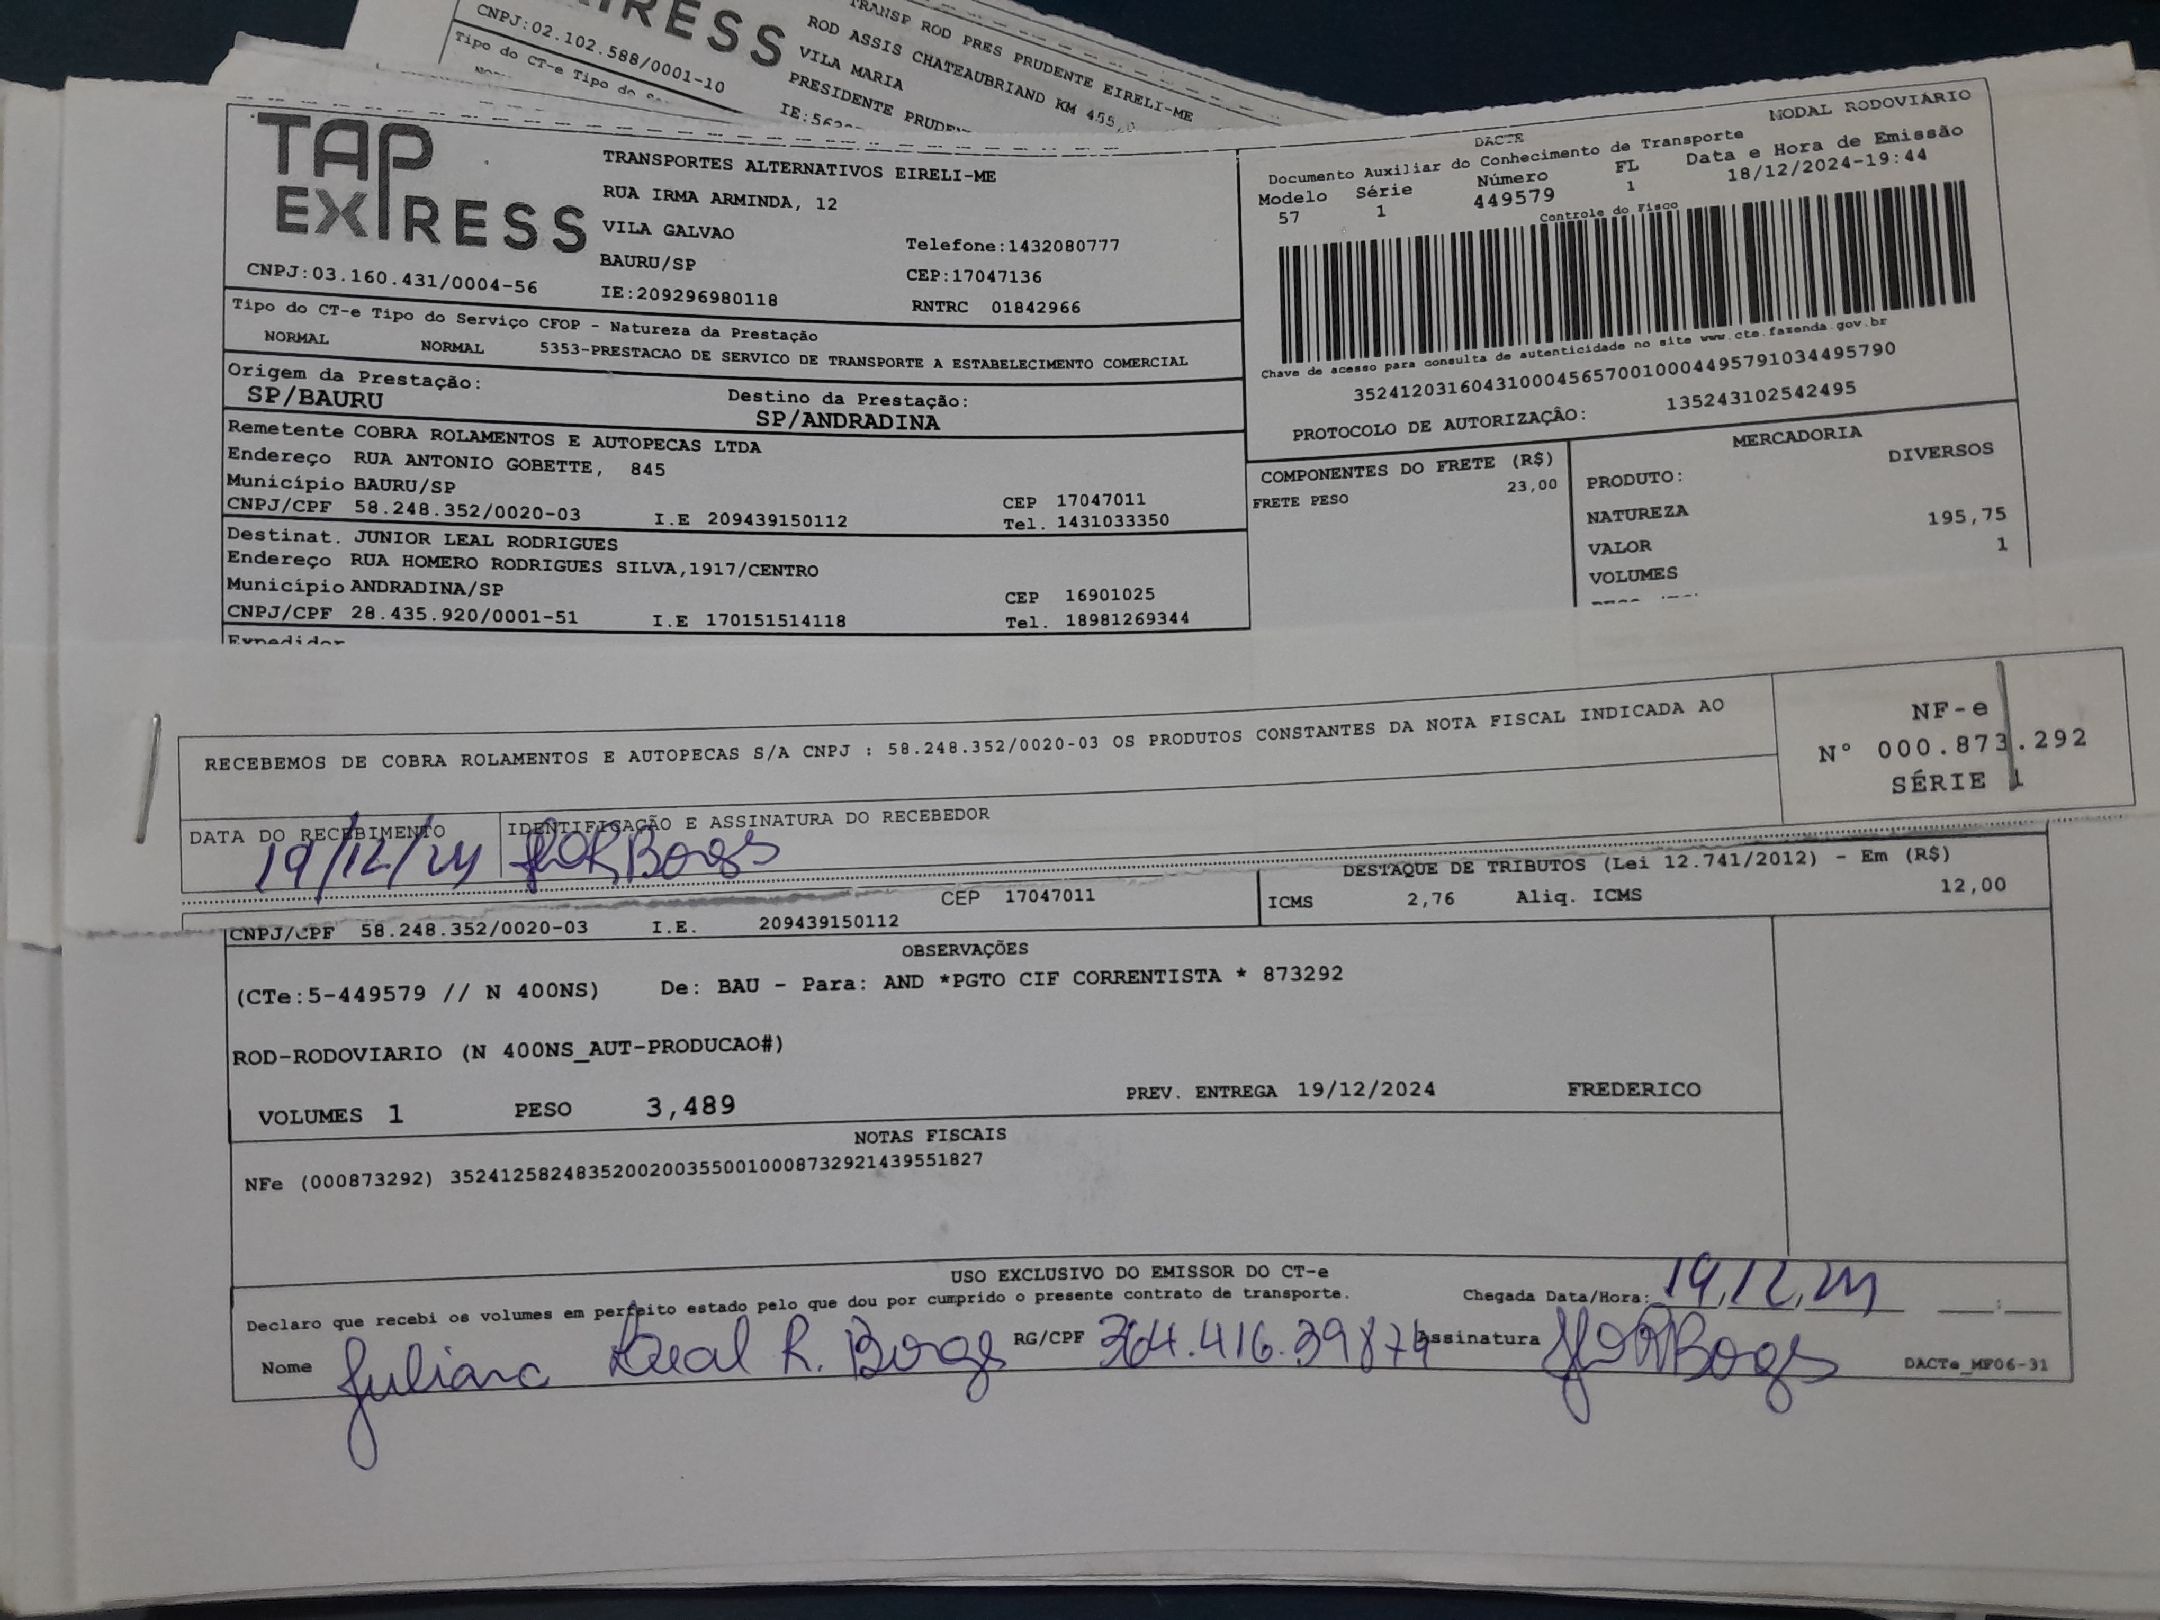 CNPJ:02.102.588/0001-10
TRANSP ROD PRES PRUDENTE EIRELI-ME
ROD ASSIS CHATEAUBRIAND KM 455,
VILA MARIA
PRESIDENTE
Tipo do CT-e Tipo do
TAP EXPRESS
CNPJ:03.160.431/0004-56
TRANSPORTES ALTERNATIVOS EIRELI-ME
RUA IRMA ARMINDA, 12
VILA GALVAO
Telefone:1432080777
BAURU/SP
CEP:17047136
IE:209296980118
RNTRC 01842966
Tipo do CT-e Tipo do Serviço CFOP - Natureza da Prestação
NORMAL NORMAL 5353-PRESTACAO DE SERVICO DE TRANSPORTE A ESTABELECIMENTO COMERCIAL
Origem da Prestação:
SP/BAURU
Destino da Prestação:
SP/ANDRADINA
Remetente COBRA ROLAMENTOS E AUTOPECAS LTDA
Endereço RUA ANTONIO GOBETTE, 845
Município BAURU/SP
CEP 17047011
CNPJ/CPF 58.248.352/0020-03 I.E 209439150112 Tel. 1431033350
Destinat. JUNIOR LEAL RODRIGUES
Endereço RUA HOMERO RODRIGUES SILVA,1917/CENTRO
Município ANDRADINA/SP CEP 16901025
CNPJ/CPF 28.435.920/0001-51 I.E 170151514118 Tel. 18981269344
Expedidor
DACTE
MODAL RODOVIÁRIO
Documento Auxiliar do Conhecimento de Transporte
Modelo Série Número FL Data e Hora de Emissão
57 1 449579 1 18/12/2024-19:44
Controle do Fisco
Chave de acesso para consulta de autenticidade no site www.cte.fazenda.gov.br
35241203160431000456570010004495791034495790
PROTOCOLO DE AUTORIZAÇÃO: 135243102542495
COMPONENTES DO FRETE (R$)
FRETE PESO 23,00
MERCADORIA
PRODUTO: DIVERSOS
NATUREZA
VALOR 195,75
VOLUMES 1
RECEBEMOS DE COBRA ROLAMENTOS E AUTOPECAS S/A CNPJ : 58.248.352/0020-03 OS PRODUTOS CONSTANTES DA NOTA FISCAL INDICADA AO
NF-e
N° 000.873.292
SÉRIE 1
DATA DO RECEBIMENTO
IDENTIFICAÇÃO E ASSINATURA DO RECEBEDOR
19/12/24
CEP 17047011
DESTAQUE DE TRIBUTOS (Lei 12.741/2012) - Em (R$)
ICMS 2,76 Aliq. ICMS 12,00
CNPJ/CPF 58.248.352/0020-03 I.E. 209439150112
OBSERVAÇÕES
(CTe:5-449579 // N 400NS) De: BAU - Para: AND *PGTO CIF CORRENTISTA * 873292
ROD-RODOVIARIO (N 400NS_AUT-PRODUCAO#)
VOLUMES 1 PESO 3,489 PREV. ENTREGA 19/12/2024 FREDERICO
NOTAS FISCAIS
NFe (000873292) 35241258248352002003550010008732921439551827
USO EXCLUSIVO DO EMISSOR DO CT-e
Declaro que recebi os volumes em perfeito estado pelo que dou por cumprido o presente contrato de transporte.
Chegada Data/Hora: 19,12,24 :
Nome Juliana Leal R. Borges RG/CPF 364.416.39874 Assinatura
DACTe_MF06-31